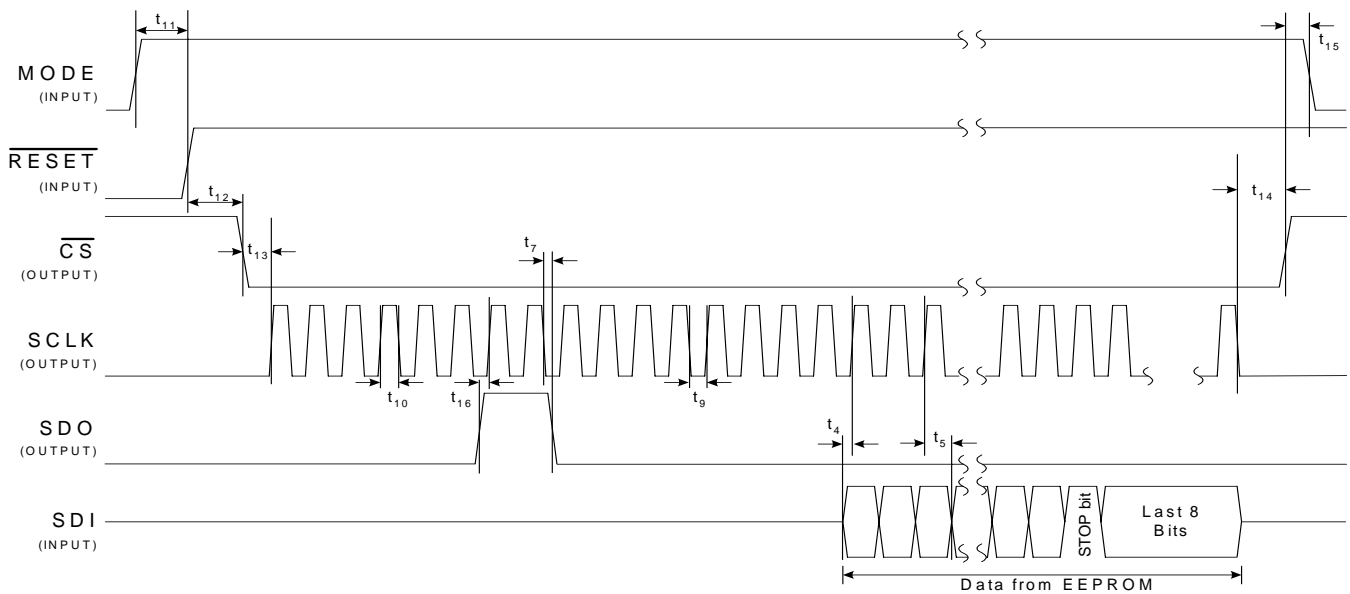 t11
t15
MODE
(INPUT)
RESET
(INPUT)
t12
t14
CS
(OUTPUT)
t13
t7
SCLK
(OUTPUT)
t10
t16
t9
SDO
(OUTPUT)
t4
t5
SDI
(INPUT)
STOP bit
Last 8
Bits
Data from EEPROM